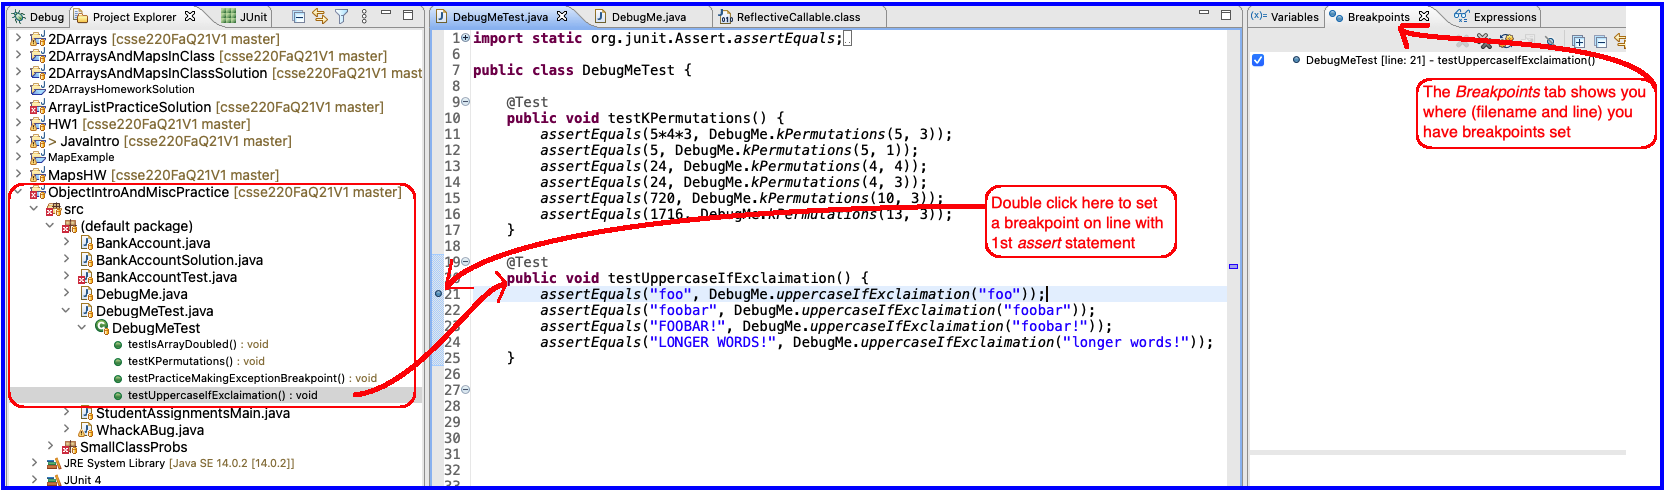 Debug Project Explorer JUnit
2DArrays [csse220FaQ21V1 master]
2DArraysAndMapsInClass [csse220FaQ21V1 master]
2DArraysAndMapsInClassSolution [csse220FaQ21V1 mast
2DArraysHomeworkSolution
ArrayListPracticeSolution [csse220FaQ21V1 master]
HW1 [csse220FaQ21V1 master]
> JavaIntro [csse220FaQ21V1 master]
MapExample
MapsHW [csse220FaQ21V1 master]
ObjectIntroAndMiscPractice [csse220FaQ21V1 master]
src
(default package)
BankAccount.java
BankAccountSolution.java
BankAccountTest.java
DebugMe.java
DebugMeTest.java
DebugMeTest
testIsArrayDoubled() : void
testKPermutations() : void
testPracticeMakingExceptionBreakpoint() : void
testUppercaseIfExclaimation() : void
StudentAssignmentsMain.java
WhackABug.java
SmallClassProbs
JRE System Library [Java SE 14.0.2 [14.0.2]]
JUnit 4
DebugMeTest.java DebugMe.java ReflectiveCallable.class
1 import static org.junit.Assert.assertEquals;
6
7 public class DebugMeTest {
8
9 @Test
10 public void testKPermutations() {
11 assertEquals(5*4*3, DebugMe.kPermutations(5, 3));
12 assertEquals(5, DebugMe.kPermutations(5, 1));
13 assertEquals(24, DebugMe.kPermutations(4, 4));
14 assertEquals(24, DebugMe.kPermutations(4, 3));
15 assertEquals(720, DebugMe.kPermutations(10, 3));
16 assertEquals(1716, DebugMe.kPermutations(13, 3));
17 }
18
19 @Test
20 public void testUppercaseIfExclaimation() {
21 assertEquals("foo", DebugMe.uppercaseIfExclaimation("foo"));
22 assertEquals("foobar", DebugMe.uppercaseIfExclaimation("foobar"));
23 assertEquals("FOOBAR!", DebugMe.uppercaseIfExclaimation("foobar!"));
24 assertEquals("LONGER WORDS!", DebugMe.uppercaseIfExclaimation("longer words!"));
25 }
26
27
28
29
30
31
32
33
Double click here to set
a breakpoint on line with
1st assert statement
(x)= Variables Breakpoints Expressions
DebugMeTest [line: 21] - testUppercaseIfExclaimation()
The Breakpoints tab shows you
where (filename and line) you
have breakpoints set